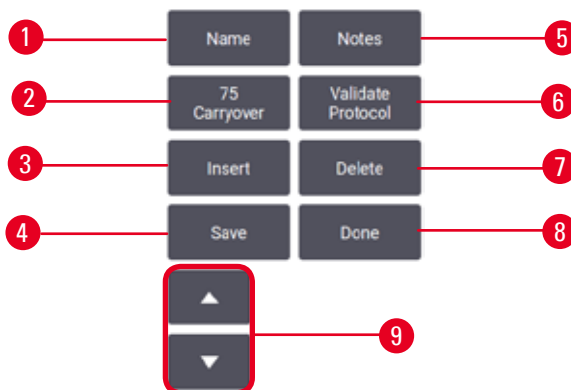 1 Name Notes 5
2 75 Carryover Validate Protocol 6
3 Insert Delete 7
4 Save Done 8
9